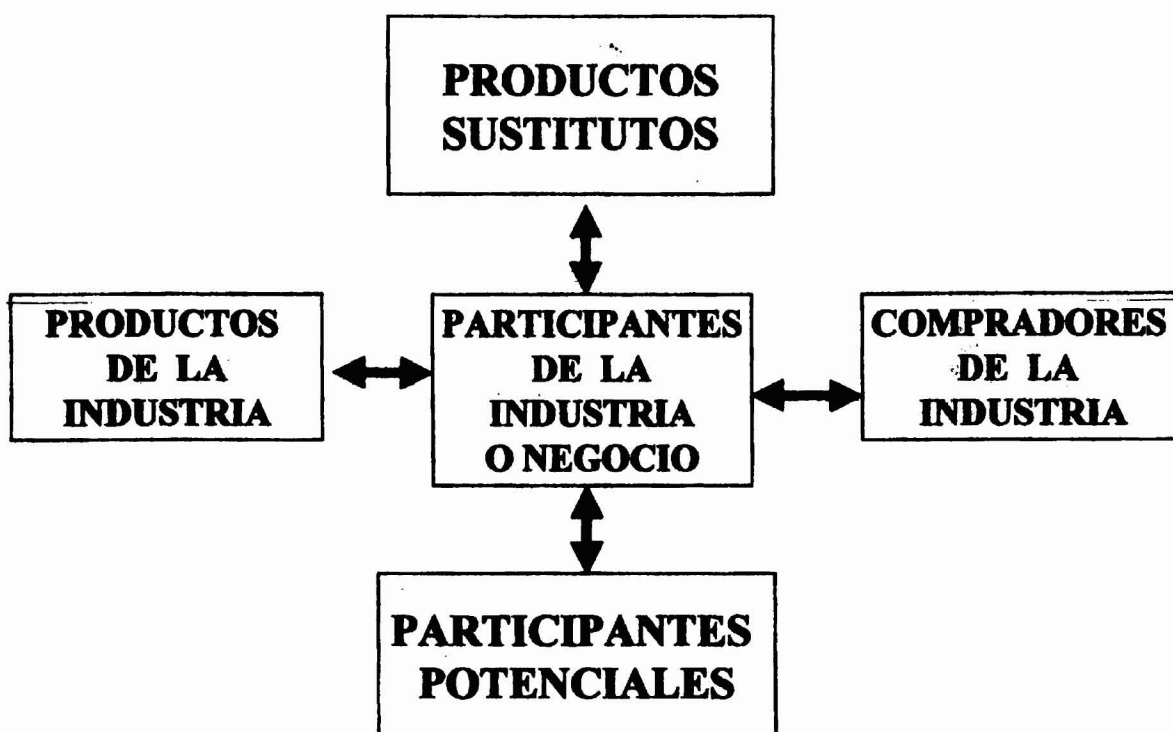 PRODUCTOS
SUSTITUTOS
PRODUCTOS
DE LA
INDUSTRIA
PARTICIPANTES
DE LA
INDUSTRIA
O NEGOCIO
COMPRADORES
DE LA
INDUSTRIA
PARTICIPANTES
POTENCIALES